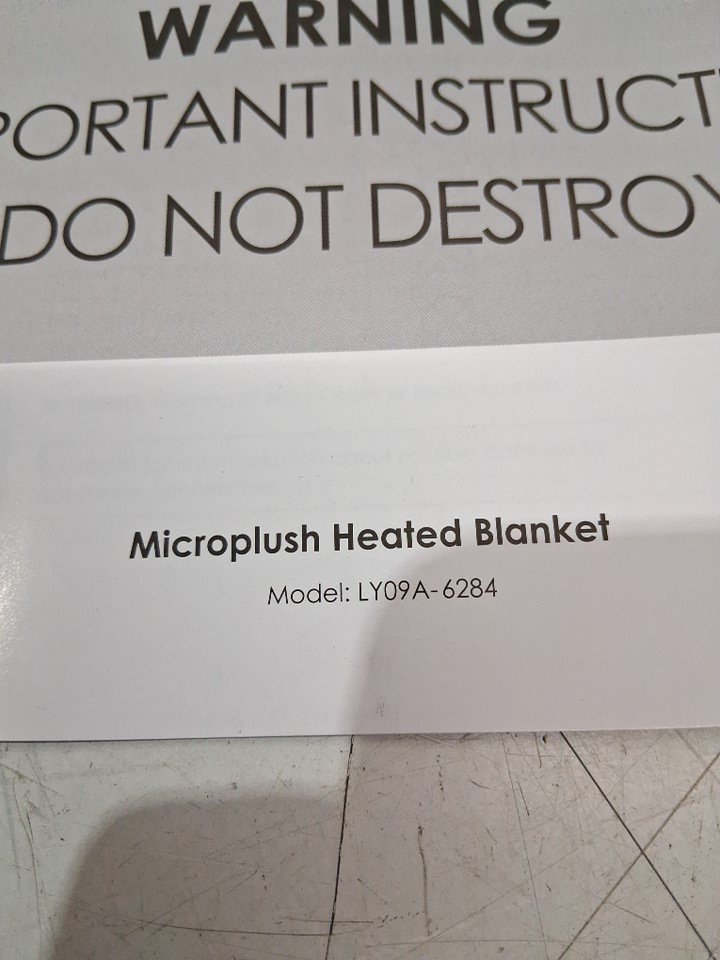 WARNING
PORTANT INSTRUCT
DO NOT DESTROY
Microplush Heated Blanket
Model: LY09A-6284